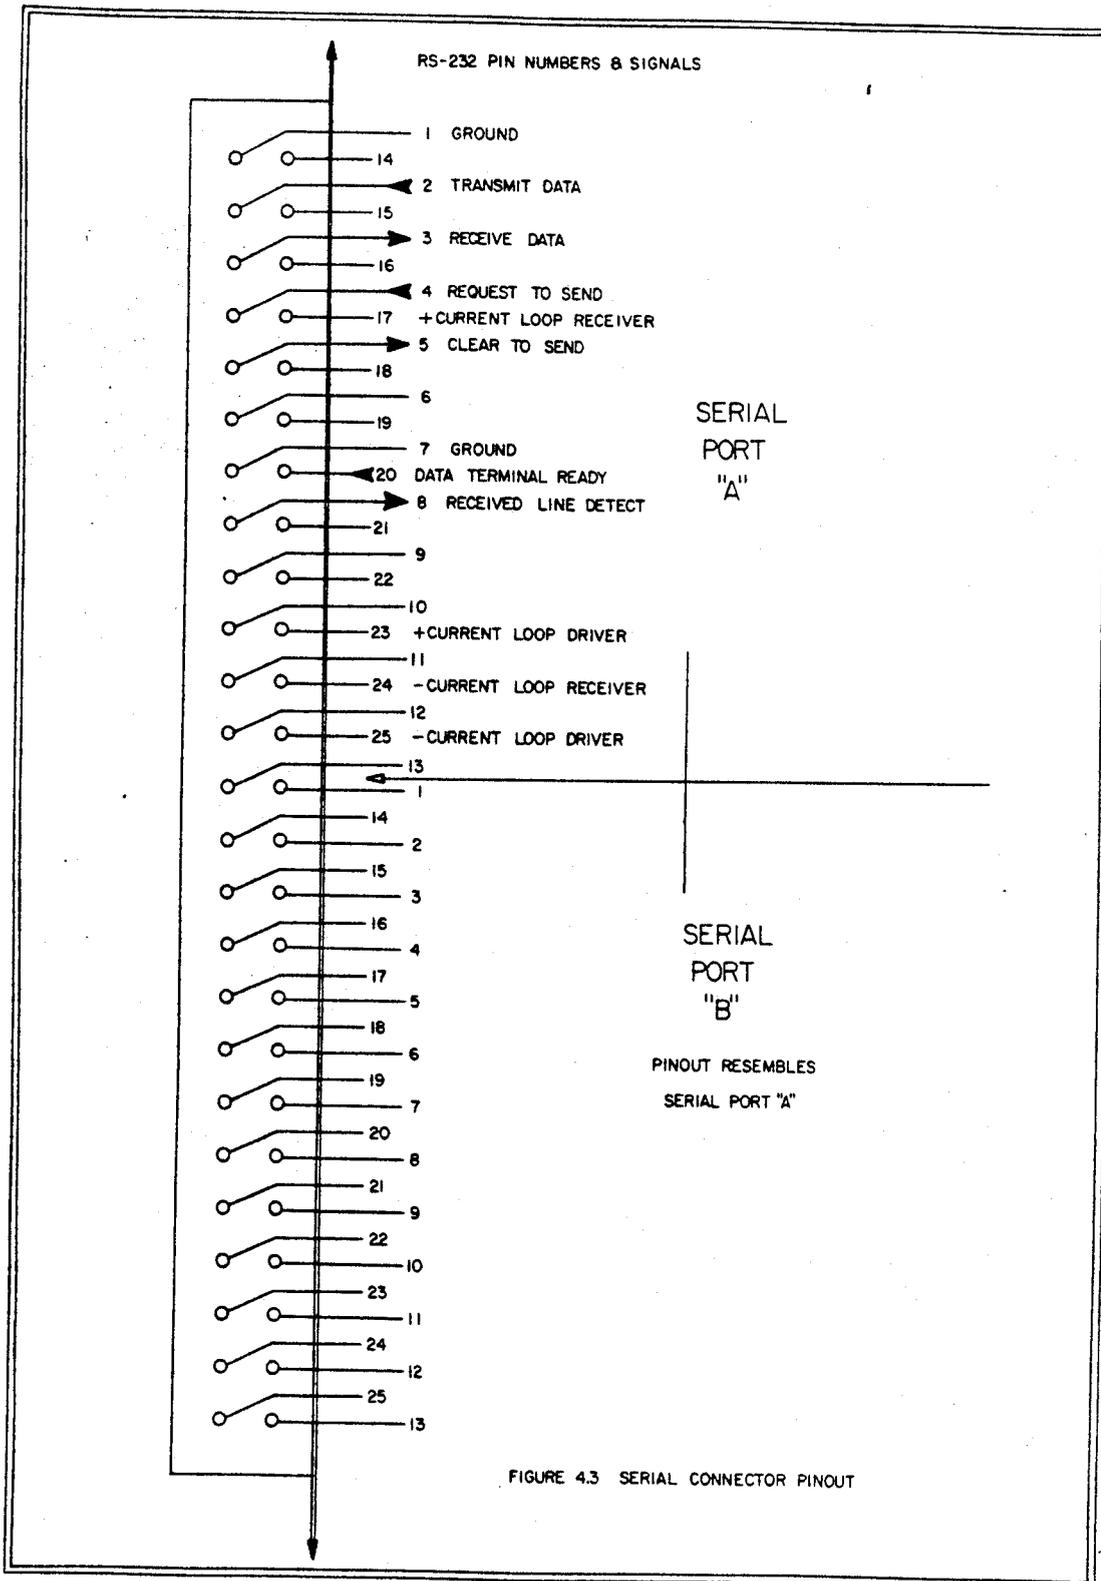 RS-232 PIN NUMBERS & SIGNALS
1 GROUND
14
2 TRANSMIT DATA
15
3 RECEIVE DATA
16
4 REQUEST TO SEND
17 +CURRENT LOOP RECEIVER
5 CLEAR TO SEND
18
6
19
7 GROUND
20 DATA TERMINAL READY
8 RECEIVED LINE DETECT
21
9
22
10
23 +CURRENT LOOP DRIVER
11
24 -CURRENT LOOP RECEIVER
12
25 -CURRENT LOOP DRIVER
13
SERIAL
PORT
"A"
1
14
2
15
3
16
4
17
5
18
6
19
7
20
8
21
9
22
10
23
11
24
12
25
13
SERIAL
PORT
"B"
PINOUT RESEMBLES
SERIAL PORT "A"
FIGURE 4.3 SERIAL CONNECTOR PINOUT